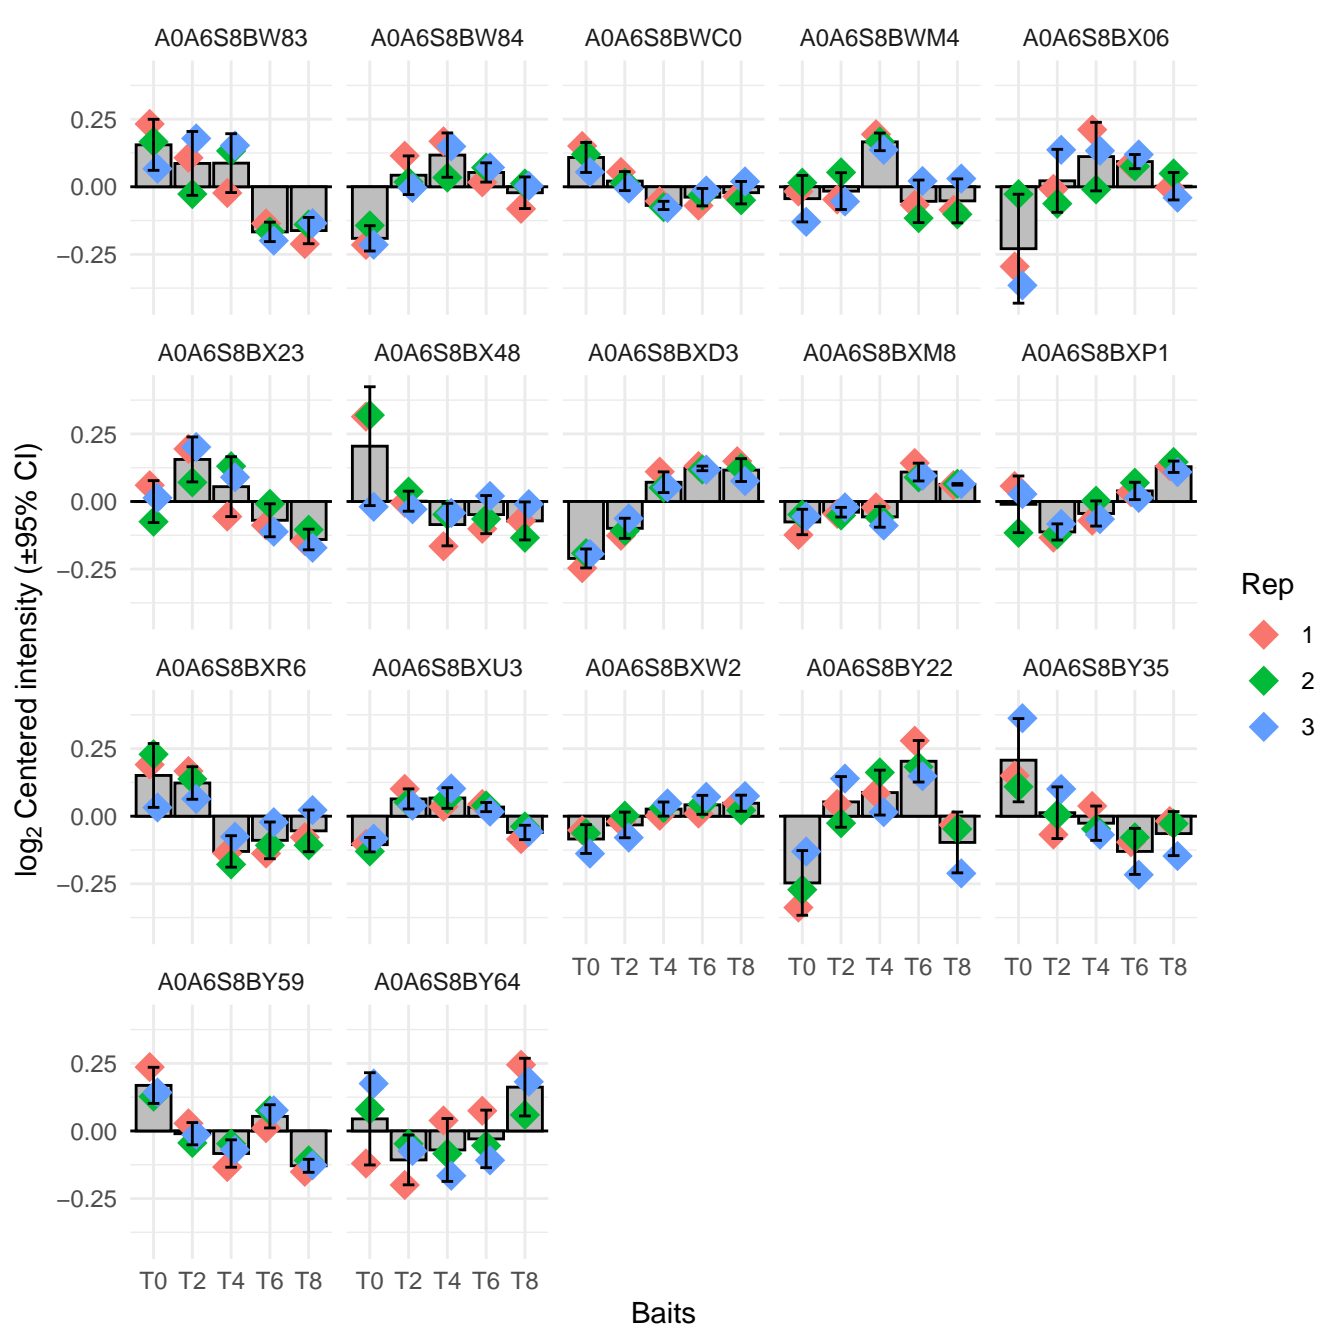 A0A6S8BW83 A0A6S8BW84 A0A6S8BWC0 A0A6S8BWM4 A0A6S8BX06
0.25
0.00
−0.25
A0A6S8BX23 A0A6S8BX48 A0A6S8BXD3 A0A6S8BXM8 A0A6S8BXP1
0.25
0.00
−0.25
A0A6S8BXR6 A0A6S8BXU3 A0A6S8BXW2 A0A6S8BY22 A0A6S8BY35
0.25
0.00
−0.25
T0 T2 T4 T6 T8 T0 T2 T4 T6 T8 T0 T2 T4 T6 T8
A0A6S8BY59 A0A6S8BY64
0.25
0.00
−0.25
T0 T2 T4 T6 T8 T0 T2 T4 T6 T8
Baits
log2 Centered intensity (±95% CI)
Rep
1
2
3